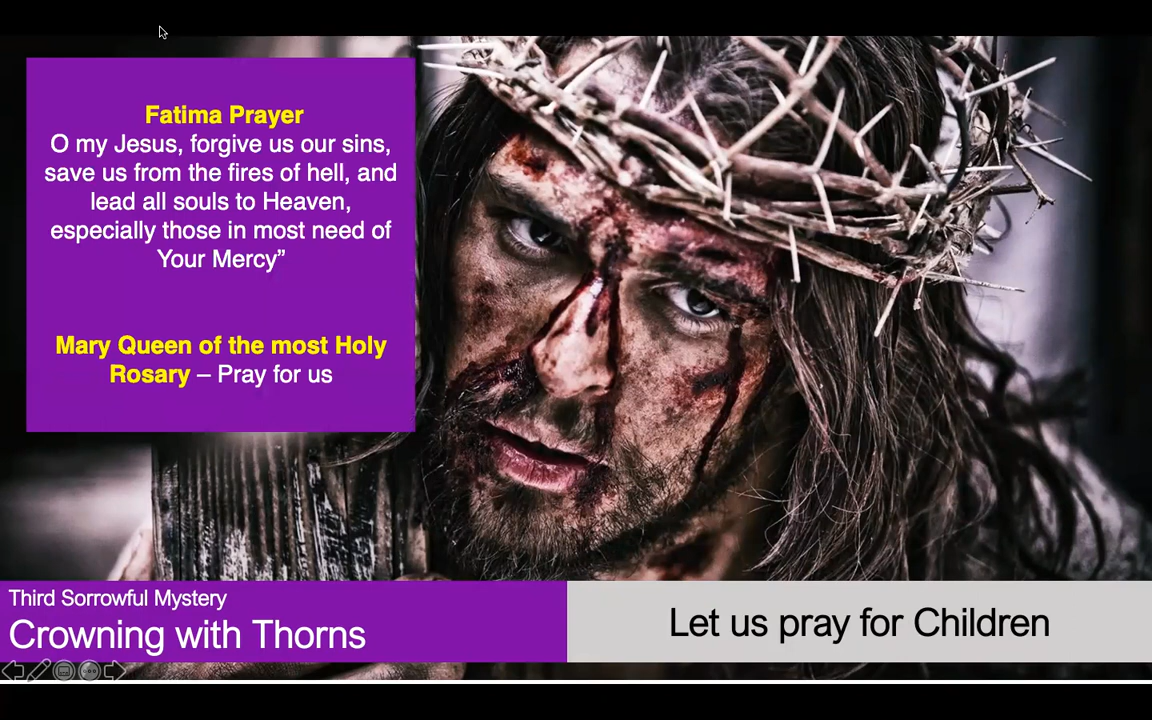 Fatima Prayer
O my Jesus, forgive us our sins,
save us from the fires of hell, and
lead all souls to Heaven,
especially those in most need of
Your Mercy”
Mary Queen of the most Holy
Rosary – Pray for us
Third Sorrowful Mystery
Crowning with Thorns
Let us pray for Children